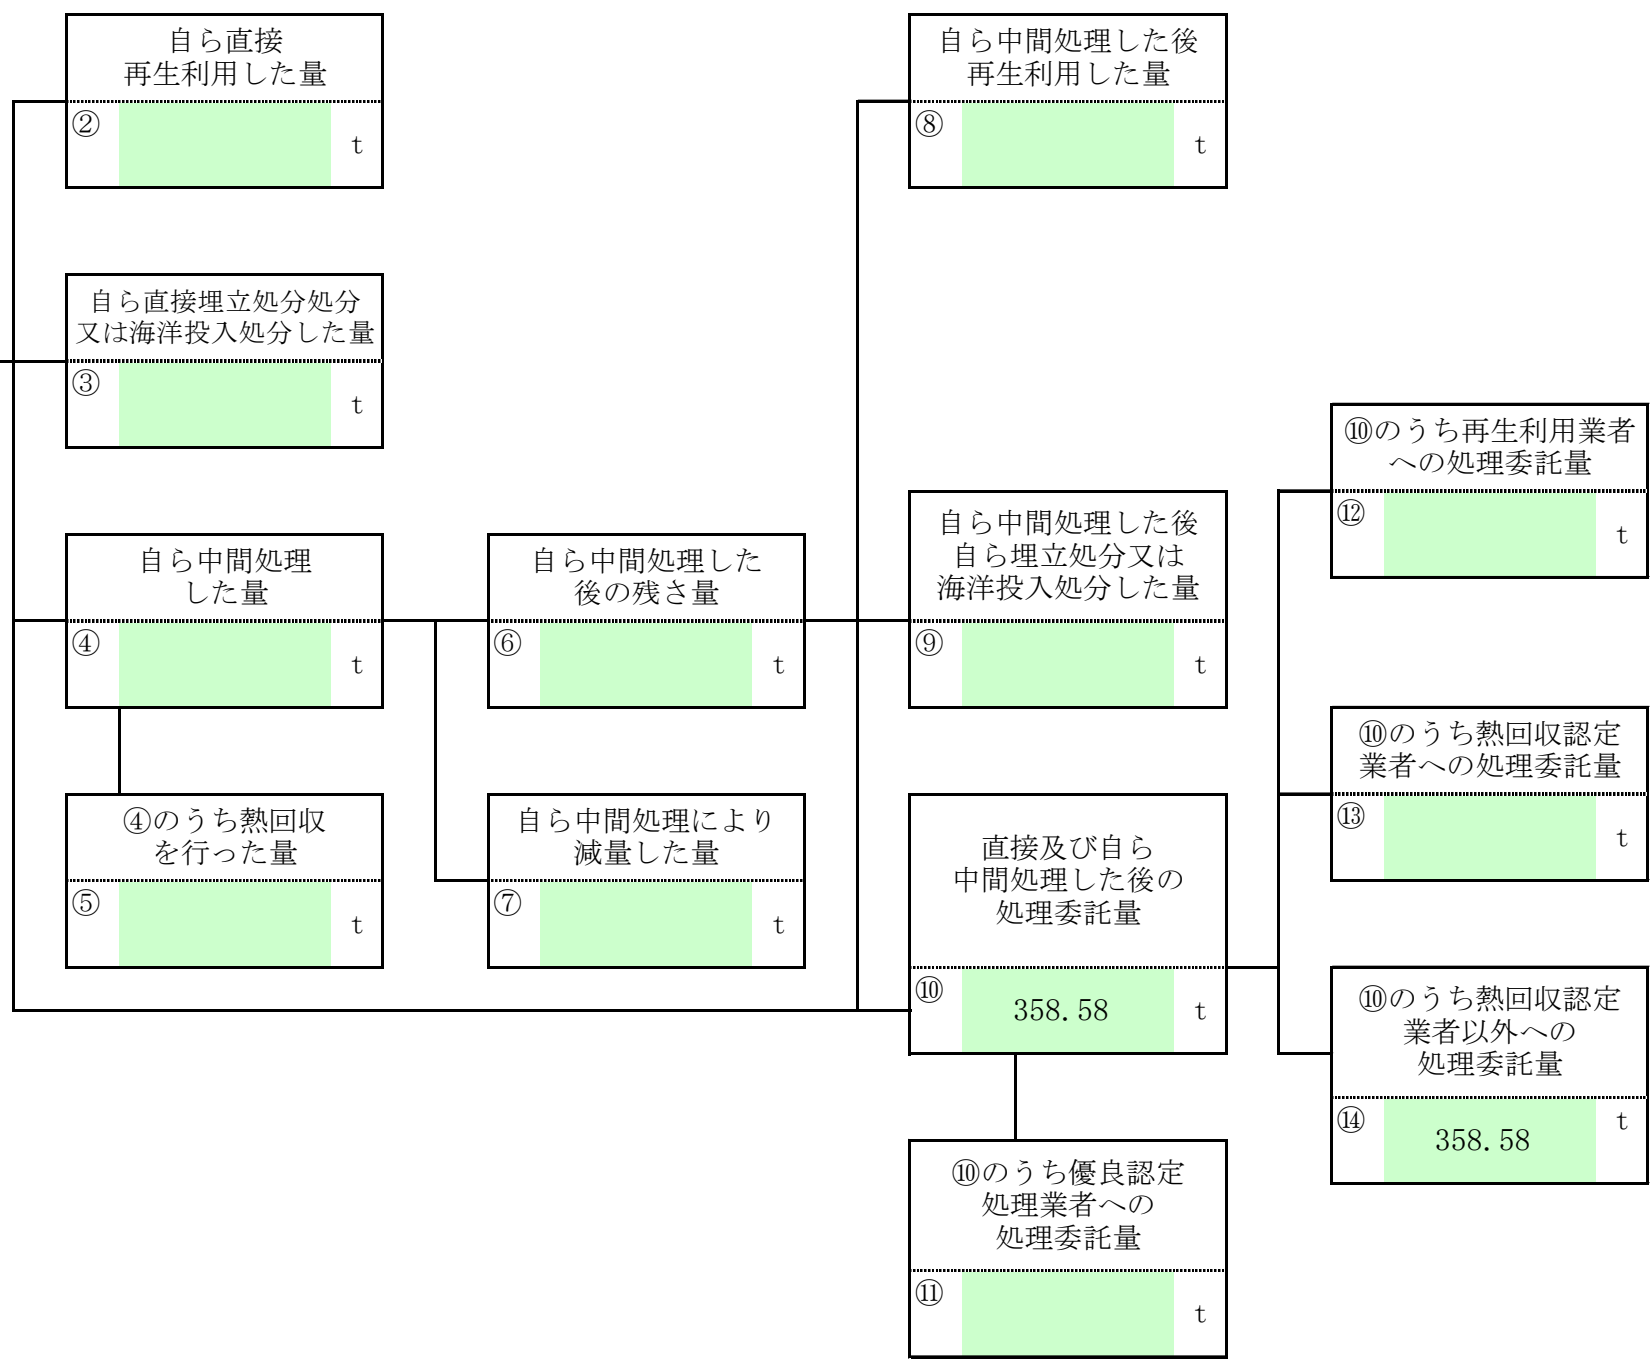 自ら直接
再生利用した量
②
t
自ら中間処理した後
再生利用した量
⑧
t
自ら直接埋立処分処分
又は海洋投入処分した量
③
t
⑩のうち再生利用業者
への処理委託量
⑫
t
自ら中間処理
した量
④
t
自ら中間処理した
後の残さ量
⑥
t
自ら中間処理した後
自ら埋立処分又は
海洋投入処分した量
⑨
t
⑩のうち熱回収認定
業者への処理委託量
⑬
t
④のうち熱回収
を行った量
⑤
t
自ら中間処理により
減量した量
⑦
t
直接及び自ら
中間処理した後の
処理委託量
⑩ 358.58 t
⑩のうち熱回収認定
業者以外への
処理委託量
⑭ 358.58 t
⑩のうち優良認定
処理業者への
処理委託量
⑪
t